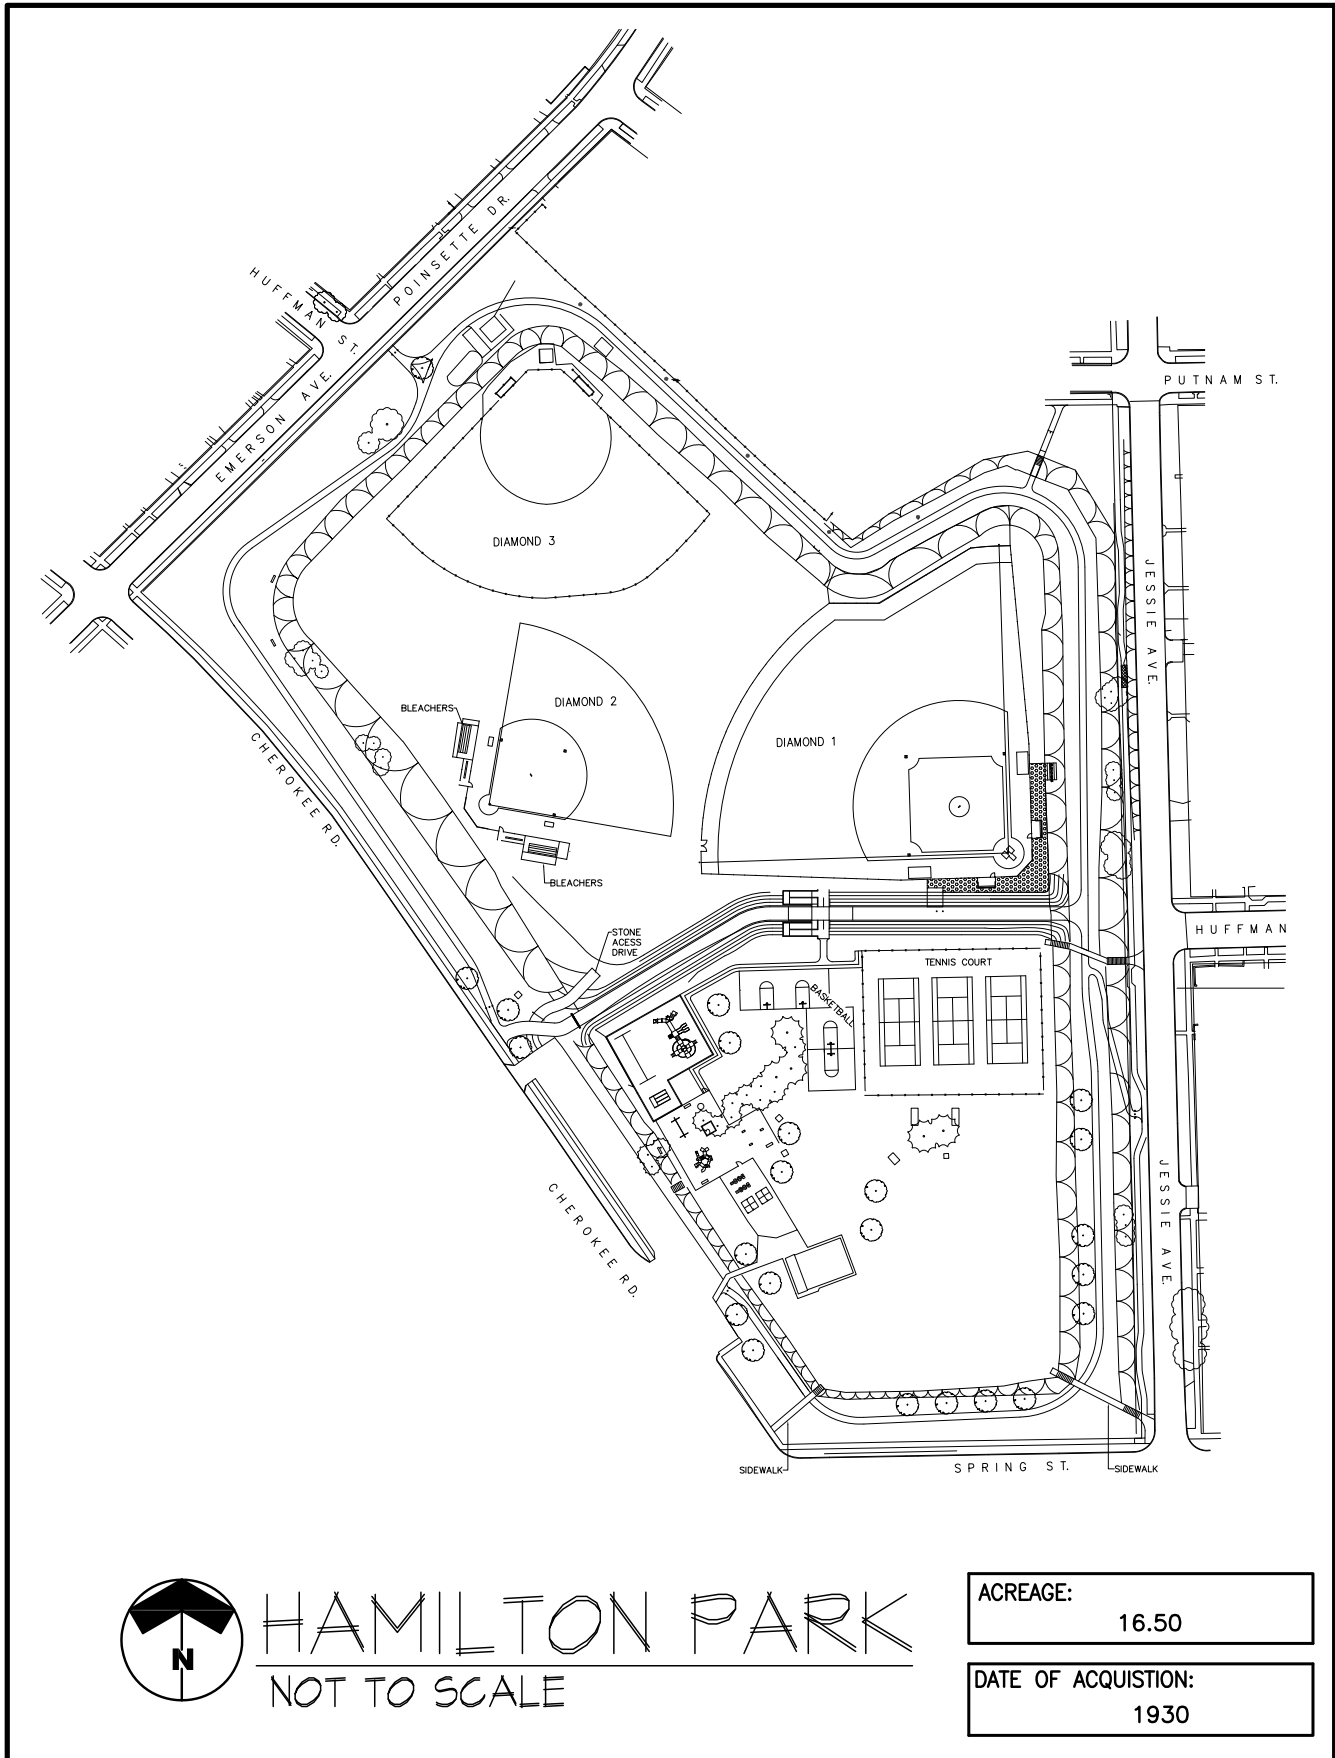 POINSETTE DR.
HUFFMAN ST.
EMERSON AVE.
PUTNAM ST.
DIAMOND 3
JESSIE AVE.
DIAMOND 2
BLEACHERS
DIAMOND 1
CHEROKEE RD.
BLEACHERS
HUFFMAN
STONE
ACESS
DRIVE
TENNIS COURT
BASKETBALL
JESSIE AVE.
CHEROKEE RD.
SIDEWALK
SPRING ST.
SIDEWALK
N
HAMILTON PARK
NOT TO SCALE
ACREAGE:
16.50
DATE OF ACQUISTION:
1930